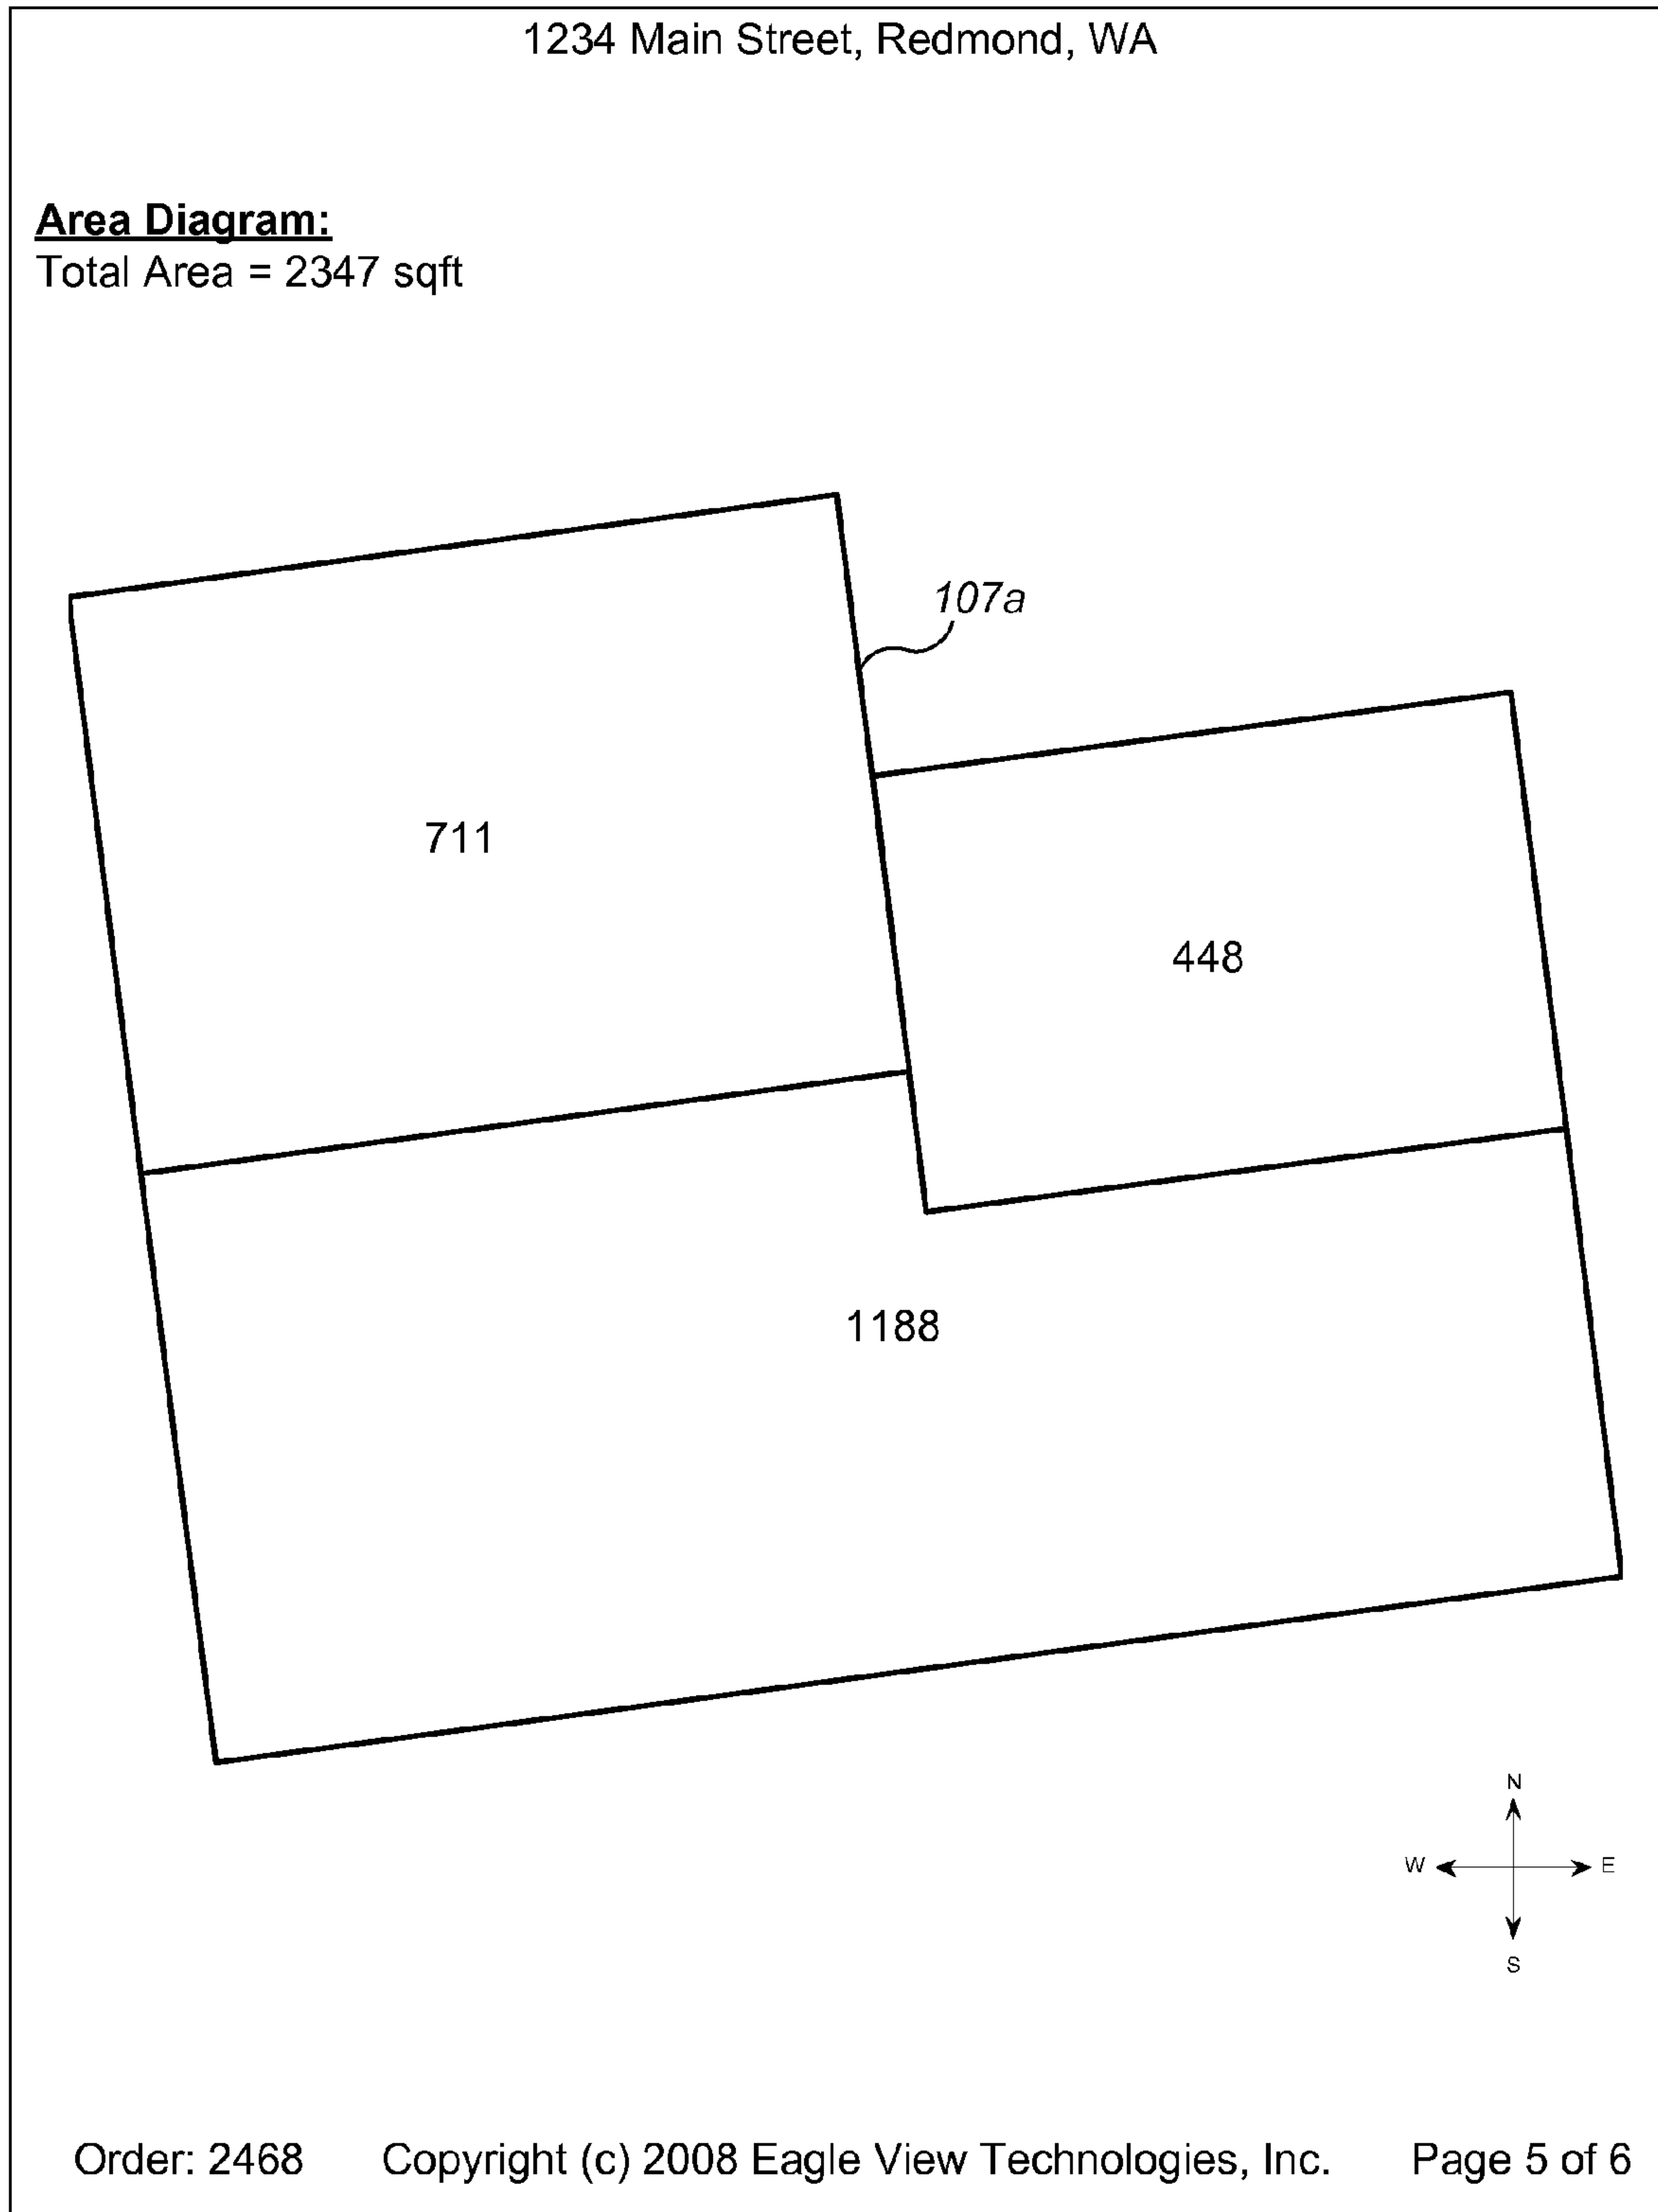 1234 Main Street, Redmond, WA
Area Diagram:
Total Area = 2347 sqft
107a
711
448
1188
N
W E
S
Order: 2468 Copyright (c) 2008 Eagle View Technologies, Inc. Page 5 of 6